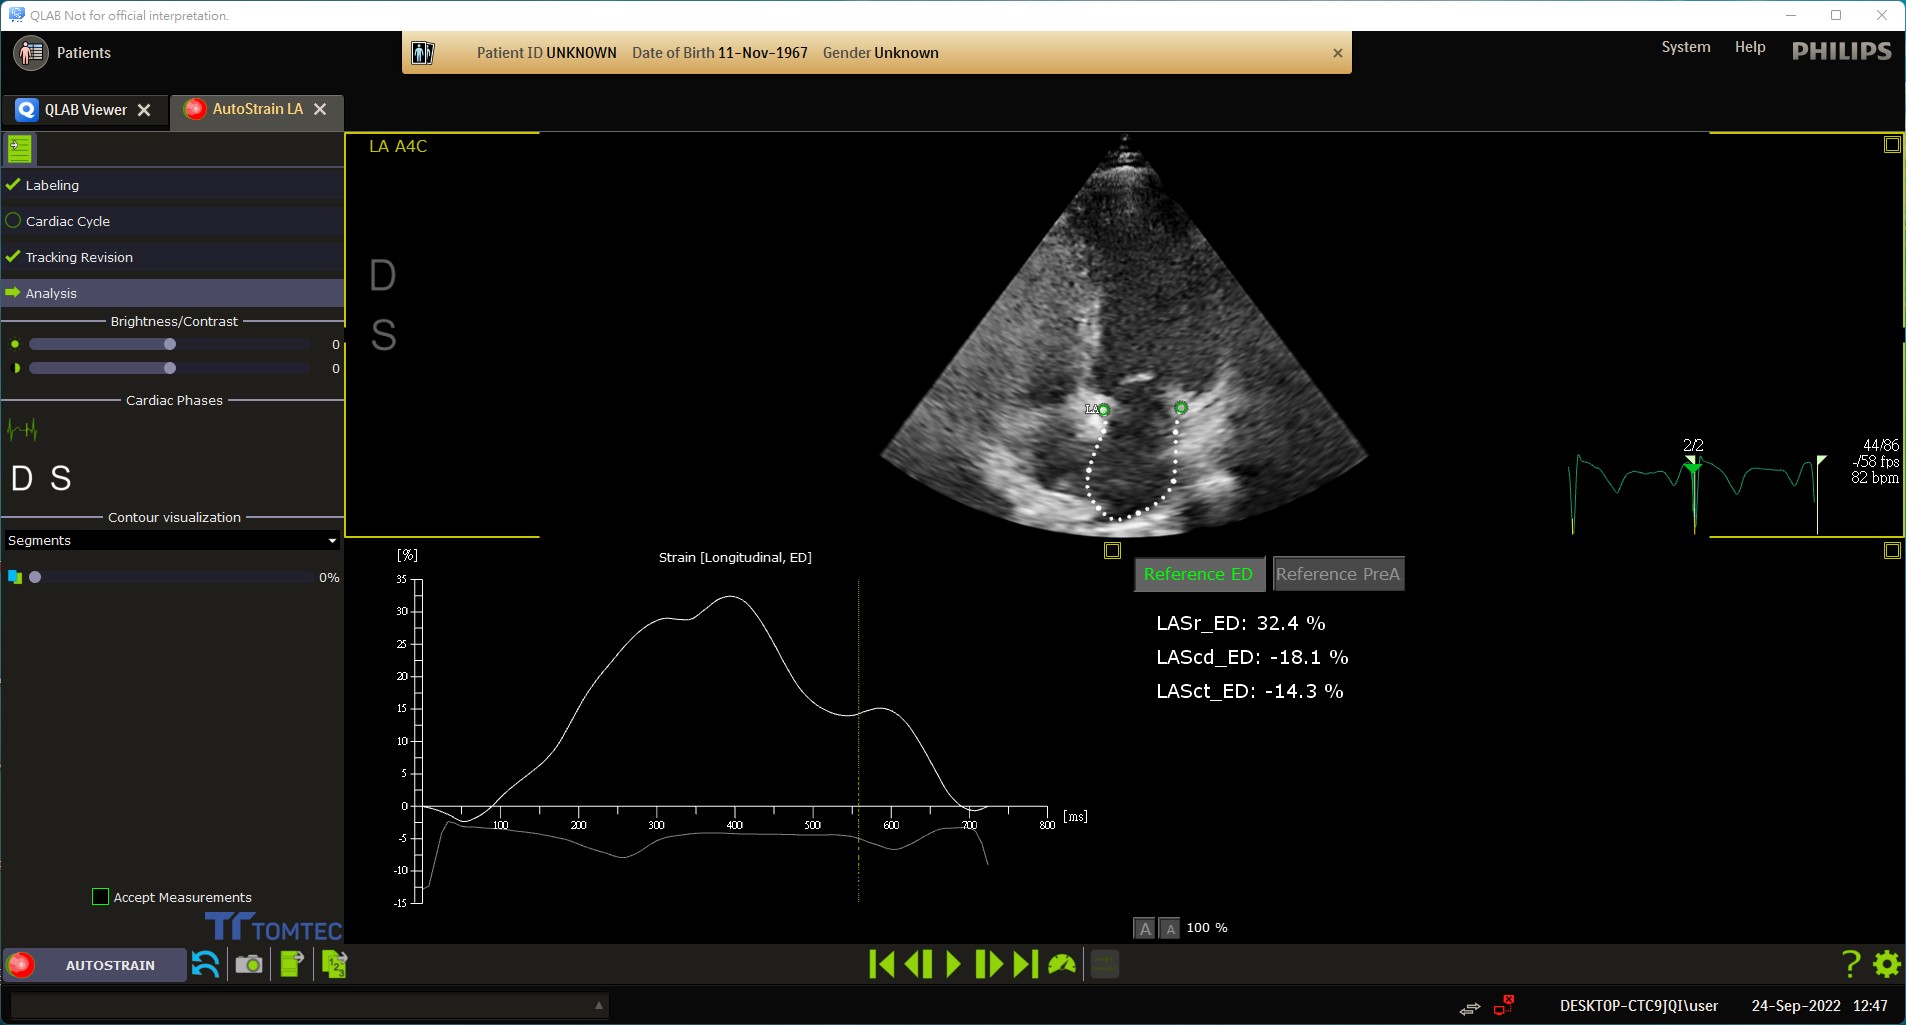 QLAB Not for official interpretation.
Patients
Patient ID UNKNOWN Date of Birth 11-Nov-1967 Gender Unknown
System Help PHILIPS
QLAB Viewer AutoStrain LA
LA A4C
Labeling
Cardiac Cycle
Tracking Revision
Analysis
Brightness/Contrast
0
0
Cardiac Phases
D S
Contour visualization
Segments
0%
Accept Measurements
TOMTEC
AUTOSTRAIN
D
S
LA
2/2
44/86
-/58 fps
82 bpm
[%] Strain [Longitudinal, ED]
35
30
25
20
15
10
5
0
-5
-10
-15
100 200 300 400 500 600 700 800 [ms]
Reference ED Reference PreA
LASr_ED: 32.4 %
LAScd_ED: -18.1 %
LASct_ED: -14.3 %
A A 100 %
1 2 3
?
DESKTOP-CTC9JQI\user 24-Sep-2022 12:47